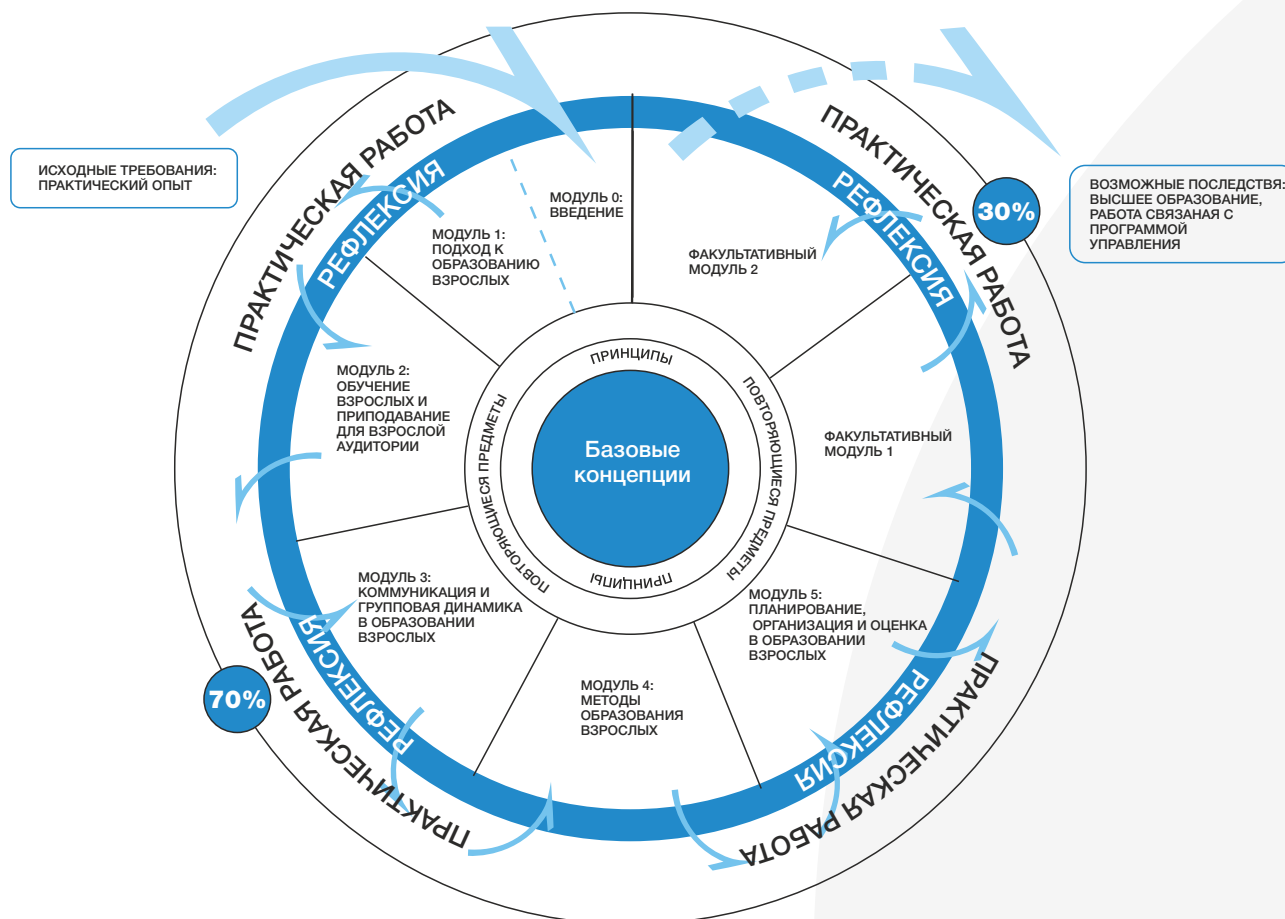 ИСХОДНЫЕ ТРЕБОВАНИЯ:
ПРАКТИЧЕСКИЙ ОПЫТ
ВОЗМОЖНЫЕ ПОСЛЕДСТВЯ:
ВЫСШЕЕ ОБРАЗОВАНИЕ,
РАБОТА СВЯЗАНАЯ С
ПРОГРАММОЙ
УПРАВЛЕНИЯ
ПРАКТИЧЕСКАЯ РАБОТА
ПРАКТИЧЕСКАЯ РАБОТА
30%
РЕФЛЕКСИЯ
РЕФЛЕКСИЯ
МОДУЛЬ 0:
ВВЕДЕНИЕ
МОДУЛЬ 1:
ПОДХОД К
ОБРАЗОВАНИЮ
ВЗРОСЛЫХ
ФАКУЛЬТАТИВНЫЙ
МОДУЛЬ 2
МОДУЛЬ 2:
ОБУЧЕНИЕ
ВЗРОСЛЫХ И
ПРИПОДАВАНИЕ
ДЛЯ ВЗРОСЛОЙ
АУДИТОРИИ
ФАКУЛЬТАТИВНЫЙ
МОДУЛЬ 1
ПРИНЦИПЫ
ПОВТОРЯЮЩИЕСЯ ПРЕДМЕТЫ
ПОВТОРЯЮЩИЕСЯ ПРЕДМЕТЫ
Базовые
концепции
ПРИНЦИПЫ
МОДУЛЬ 3:
КОММУНИКАЦИЯ И
ГРУППОВАЯ ДИНАМИКА
В ОБРАЗОВАНИИ
ВЗРОСЛЫХ
МОДУЛЬ 5:
ПЛАНИРОВАНИЕ,
ОРГАНИЗАЦИЯ И ОЦЕНКА
В ОБРАЗОВАНИИ
ВЗРОСЛЫХ
МОДУЛЬ 4:
МЕТОДЫ
ОБРАЗОВАНИЯ
ВЗРОСЛЫХ
70%
РЕФЛЕКСИЯ
РЕФЛЕКСИЯ
ПРАКТИЧЕСКАЯ РАБОТА
ПРАКТИЧЕСКАЯ РАБОТА